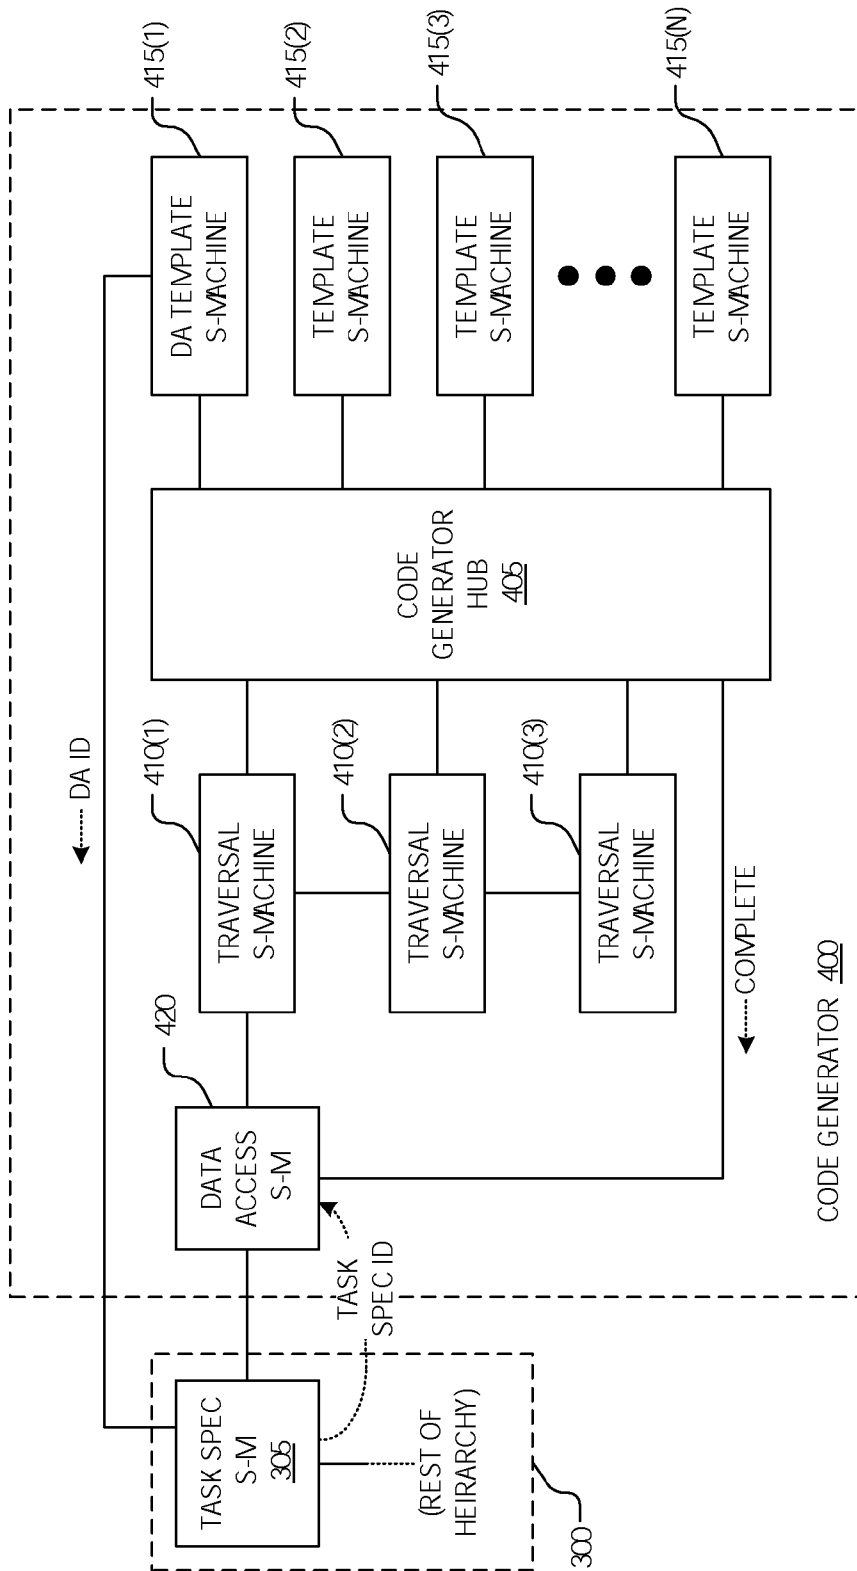 TASK SPEC
S-M
305
(REST OF
HEIRARCHY)
300
TASK
SPEC ID
DATA
ACCESS
S-M
420
DA ID
TRAVERSAL
S-MACHINE
410(1)
TRAVERSAL
S-MACHINE
410(2)
TRAVERSAL
S-MACHINE
410(3)
COMPLETE
CODE
GENERATOR
HUB
405
DA TEMPLATE
S-MACHINE
415(1)
TEMPLATE
S-MACHINE
415(2)
TEMPLATE
S-MACHINE
415(3)
TEMPLATE
S-MACHINE
415(N)
CODE GENERATOR 400